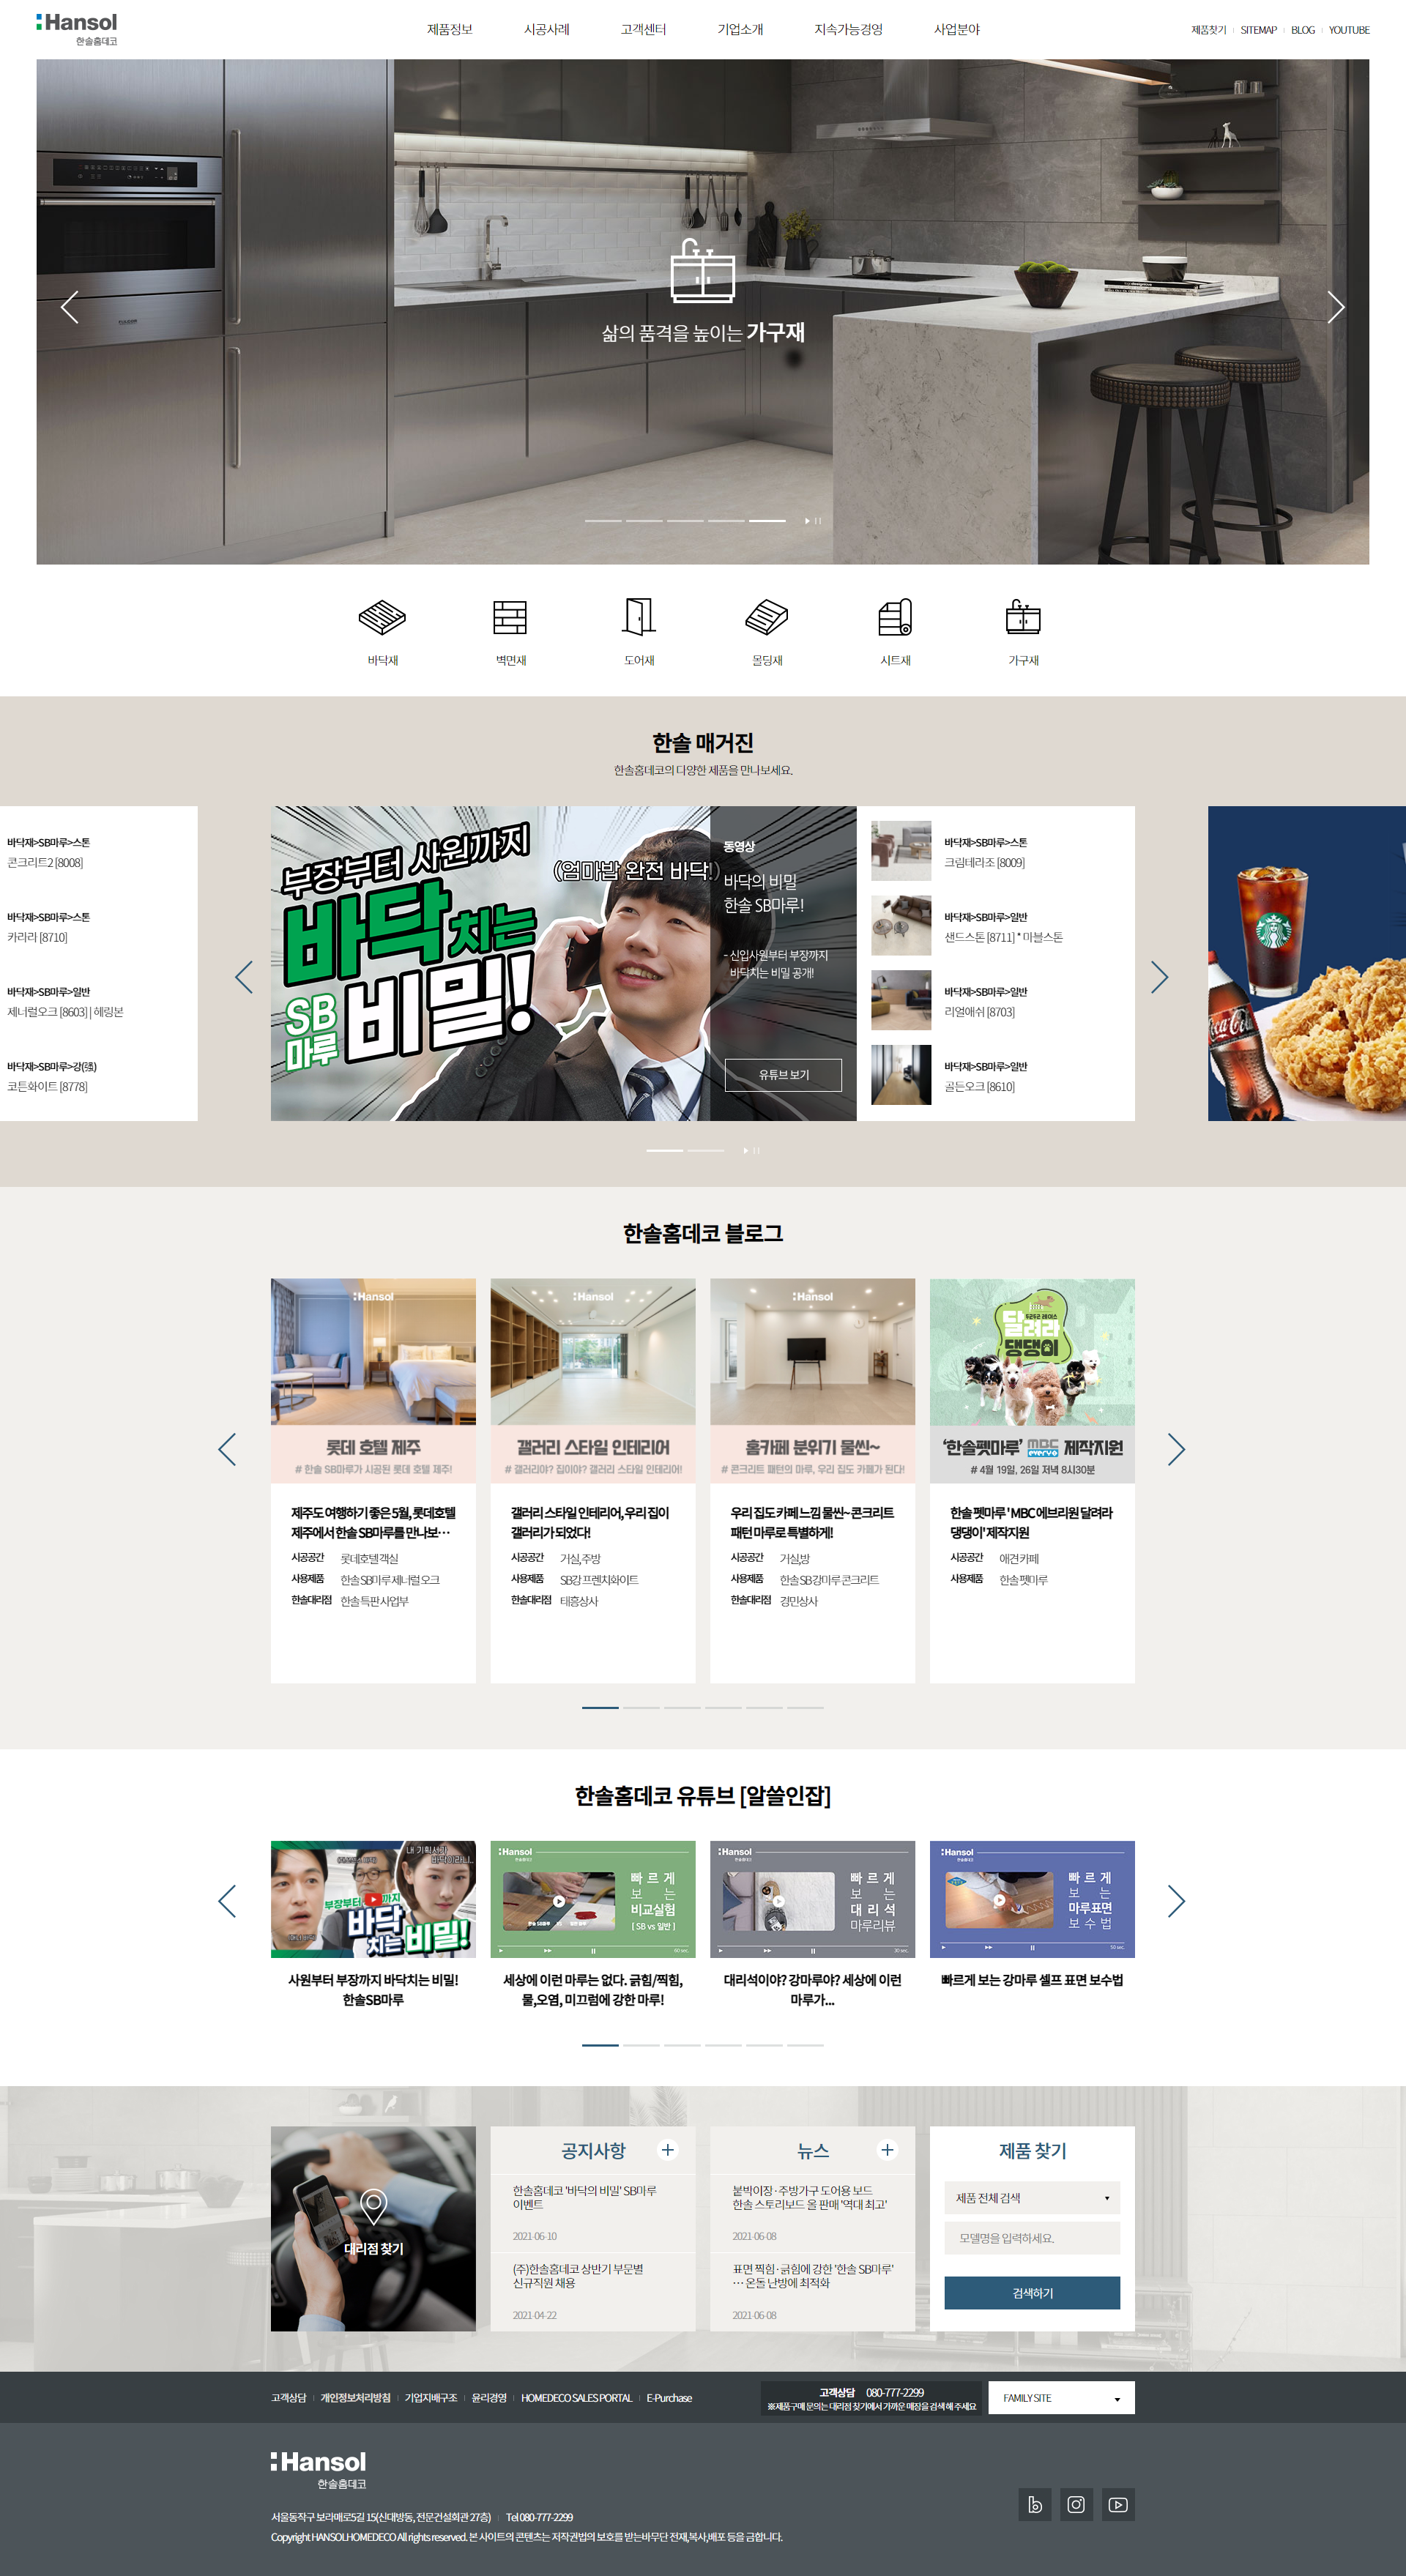 Hansol
한솔홈데코
제품정보
시공사례
고객센터
기업소개
지속가능경영
사업분야
제품찾기
SITEMAP
BLOG
YOUTUBE
삶의 품격을 높이는 가구재
바닥재
벽면재
도어재
몰딩재
시트재
가구재
한솔 매거진
한솔홈데코의 다양한 제품을 만나보세요.
바닥재>SB마루>스톤
콘크리트2 [8008]
바닥재>SB마루>스톤
카라라 [8710]
바닥재>SB마루>일반
제너럴오크 [8603] | 헤링본
바닥재>SB마루>강(強)
코튼화이트 [8778]
부장부터 사원까지
바닥치는
SB마루 비밀!
(엄마밥 완전 바닥!)
동영상
바닥의 비밀
한솔 SB마루!
- 신입사원부터 부장까지
바닥치는 비밀 공개!
유튜브 보기
바닥재>SB마루>스톤
크림테라조 [8009]
바닥재>SB마루>일반
샌드스톤 [8711] * 마블스톤
바닥재>SB마루>일반
리얼애쉬 [8703]
바닥재>SB마루>일반
골든오크 [8610]
Coca-Cola
한솔홈데코 블로그
Hansol
롯데 호텔 제주
# 한솔 SB마루가 시공된 롯데 호텔 제주!
제주도 여행하기 좋은 5월, 롯데호텔
제주에서 한솔 SB마루를 만나보…
시공공간 롯데호텔 객실
사용제품 한솔 SB마루 제너럴 오크
한솔대리점 한솔 특판 사업부
Hansol
갤러리 스타일 인테리어
# 갤러리야? 집이야? 갤러리 스타일 인테리어!
갤러리 스타일 인테리어, 우리 집이
갤러리가 되었다!
시공공간 거실, 주방
사용제품 SB강 프렌치화이트
한솔대리점 태흥상사
Hansol
홈카페 분위기 물씬~
# 콘크리트 패턴의 마루, 우리 집도 카페가 된다!
우리 집도 카페 느낌 물씬~ 콘크리트
패턴 마루로 특별하게!
시공공간 거실,방
사용제품 한솔 SB 강마루 콘크리트
한솔대리점 경민상사
달려라
댕댕이
‘한솔펫마루’ MBC every1 제작지원
# 4월 19일, 26일 저녁 8시30분
한솔 펫마루 ' MBC 에브리원 달려라
댕댕이' 제작지원
시공공간 애견 카페
사용제품 한솔 펫마루
한솔홈데코 유튜브 [알쓸인잡]
내 기획서가
바닥이라니..
바닥
치는 비밀!
사원부터 부장까지 바닥치는 비밀!
한솔SB마루
Hansol
빠르게
보는
비교실험
[ SB vs 일반 ]
60 sec.
세상에 이런 마루는 없다. 긁힘/찍힘,
물,오염, 미끄럼에 강한 마루!
Hansol
빠르게
보는
대리석
마루리뷰
30 sec.
대리석이야? 강마루야? 세상에 이런
마루가...
Hansol
빠르게
보는
마루표면
보수법
50 sec.
빠르게 보는 강마루 셀프 표면 보수법
대리점 찾기
공지사항
한솔홈데코 '바닥의 비밀' SB마루
이벤트
2021-06-10
(주)한솔홈데코 상반기 부문별
신규직원 채용
2021-04-22
뉴스
붙박이장·주방가구 도어용 보드
한솔 스토리보드 올 판매 '역대 최고'
2021-06-08
표면 찍힘·긁힘에 강한 '한솔 SB마루'
… 온돌 난방에 최적화
2021-06-08
제품 찾기
제품 전체 검색
모델명을 입력하세요.
검색하기
고객상담
개인정보처리방침
기업지배구조
윤리경영
HOMEDECO SALES PORTAL
E-Purchase
고객상담 080-777-2299
※제품구매 문의는 대리점 찾기에서 가까운 매장을 검색 해 주세요
FAMILY SITE
Hansol
한솔홈데코
서울동작구 보라매로5길 15(신대방동, 전문건설회관 27층) Tel 080-777-2299
Copyright HANSOLHOMEDECO All rights reserved. 본 사이트의 콘텐츠는 저작권법의 보호를 받는바 무단 전재,복사,배포 등을 금합니다.